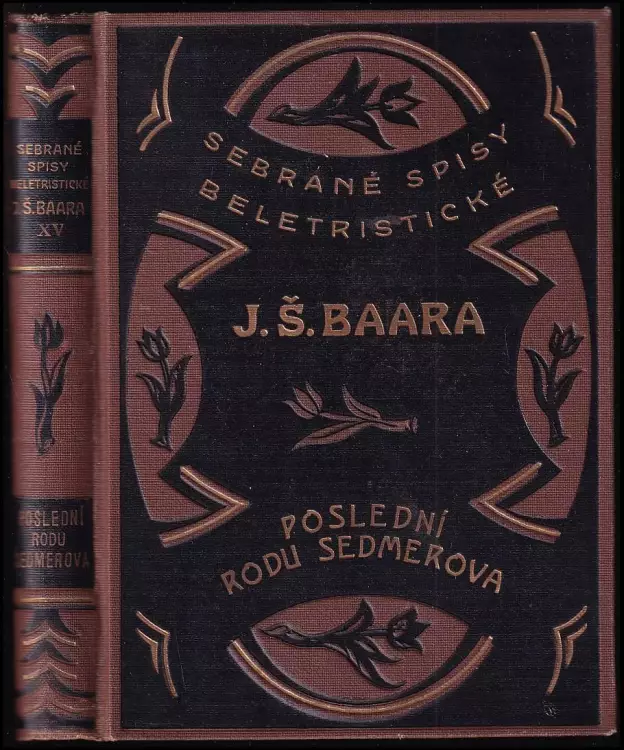 SEBRANÉ
SPISY
BELETRISTICKÉ
J.Š.BAARA
XV
POSLEDNÍ
RODU
SEDMEROVA
SEBRANÉ SPISY
BELETRISTICKÉ
J.Š.BAARA
POSLEDNÍ
RODU SEDMEROVA